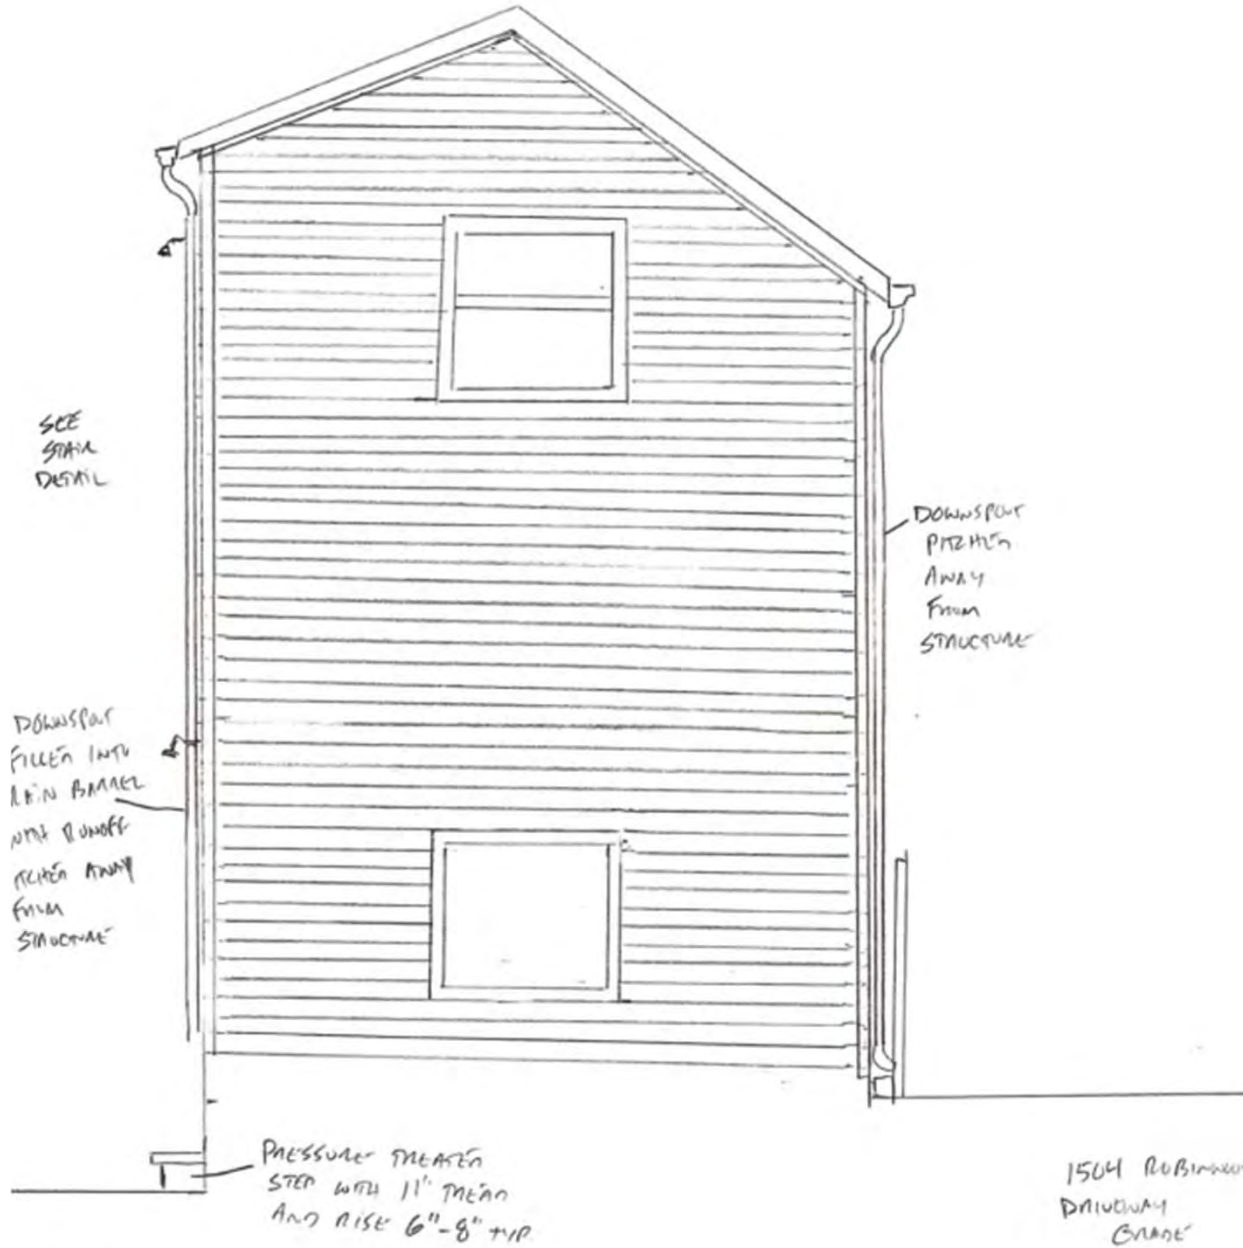 SEE
STAIR
DETAIL
DOWNSPOUT
PITCHED
AWAY
FROM
STRUCTURE
DOWNSPOUT
FILLED INTO
RAIN BARREL
WITH RUNOFF
AWAY
FROM
STRUCTURE
PRESSURE TREATED
STEP WITH 11" TREAD
AND RISE 6"-8" TYP.
1504
DRIVEWAY
GRADE